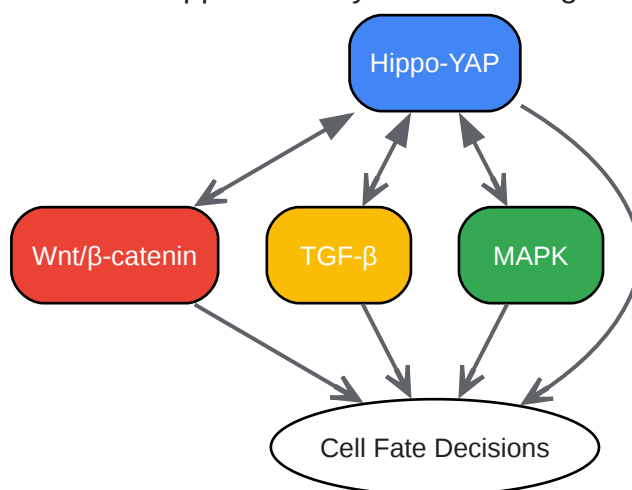 Hippo-YAP
Wnt/β-catenin
TGF-β
MAPK
Cell Fate Decisions